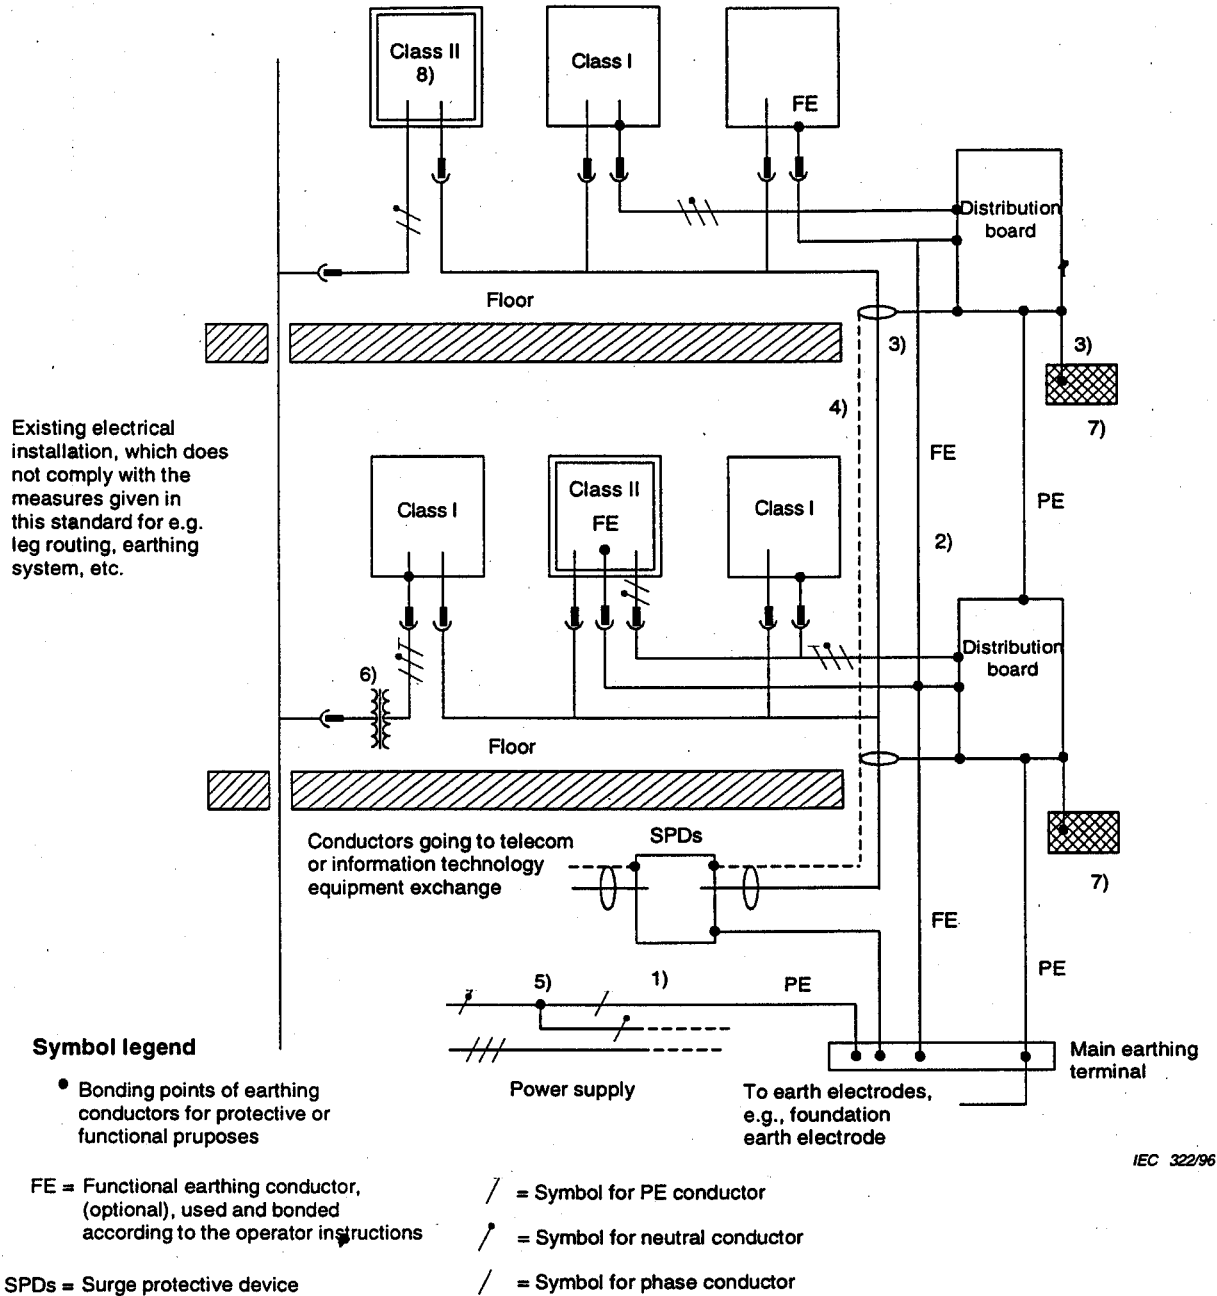 Class II
8)
Class I
FE
Distribution
board
Floor
3)
3)
4)
7)
Existing electrical
installation, which does
not comply with the
measures given in
this standard for e.g.
leg routing, earthing
system, etc.
FE
PE
Class I
Class II
FE
Class I
2)
Distribution
board
6)
Floor
Conductors going to telecom
or information technology
equipment exchange
SPDs
7)
FE
PE
5)
1)
PE
Symbol legend
Main earthing
terminal
Bonding points of earthing
conductors for protective or
functional pruposes
Power supply
To earth electrodes,
e.g., foundation
earth electrode
IEC 322/96
FE = Functional earthing conductor,
(optional), used and bonded
according to the operator instructions
= Symbol for PE conductor
= Symbol for neutral conductor
SPDs = Surge protective device
= Symbol for phase conductor